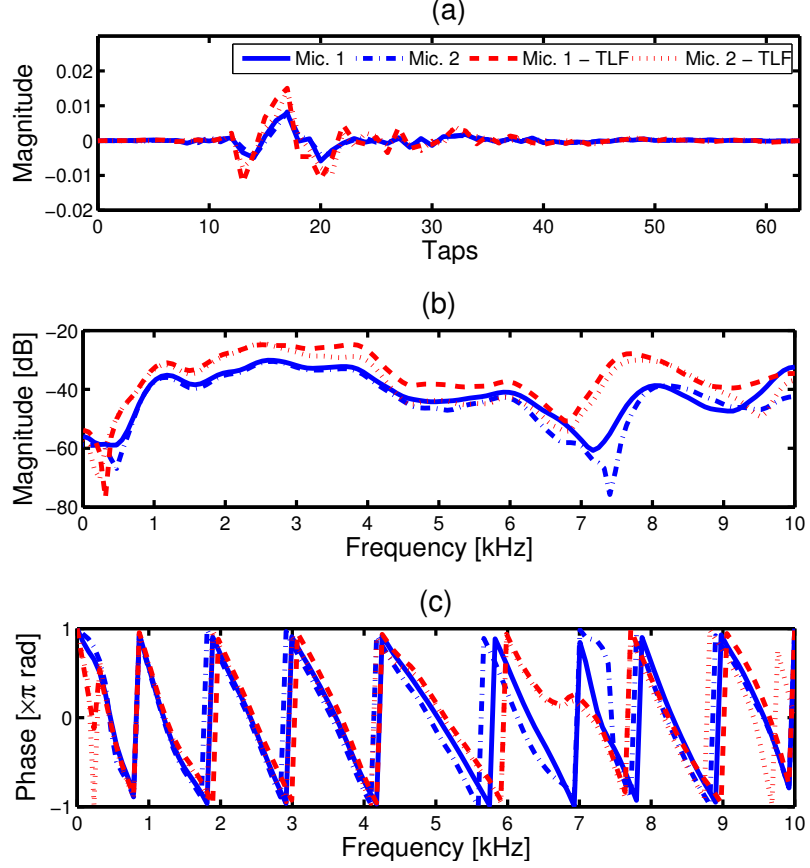 (a)
Mic. 1 Mic. 2 Mic. 1 − TLF Mic. 2 − TLF
0.02
0.01
0
−0.01
−0.02
Magnitude
0 10 20 30 40 50 60
Taps
(b)
−20
−40
−60
−80
Magnitude [dB]
0 1 2 3 4 5 6 7 8 9 10
Frequency [kHz]
(c)
1
0
−1
Phase [×π rad]
0 1 2 3 4 5 6 7 8 9 10
Frequency [kHz]